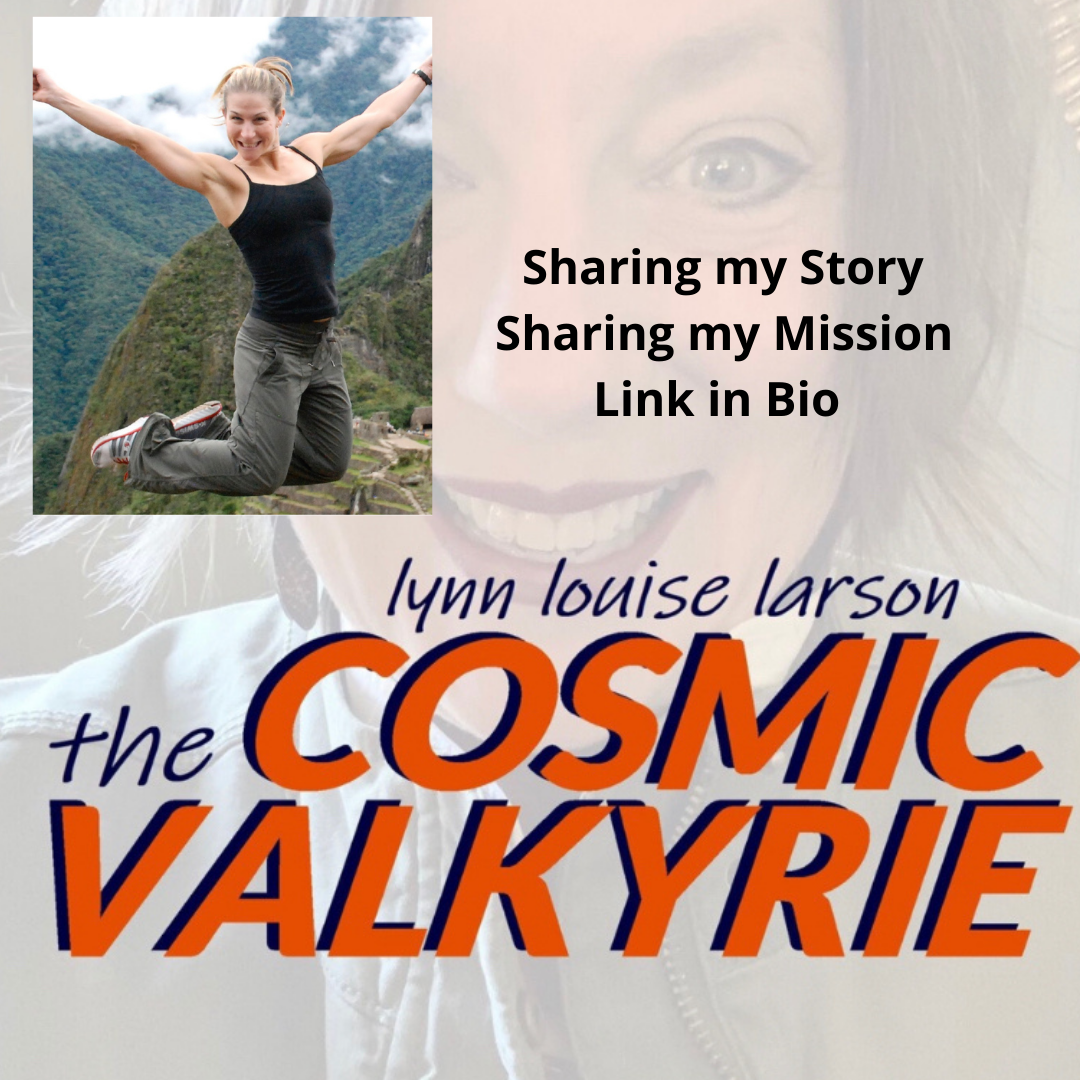 Sharing my Story
Sharing my Mission
Link in Bio
lynn louise larson
the COSMIC
VALKYRIE